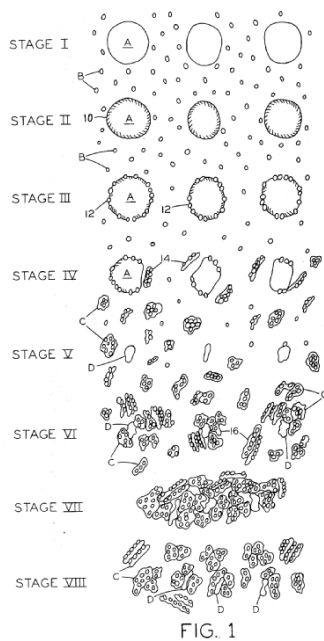 STAGE I
A
B
STAGE II
10
A
B
STAGE III
12
A
12
STAGE IV
A
14
C
STAGE V
D
C
STAGE VI
D
16
C
D
STAGE VII
STAGE VIII
C
D
D
D
FIG. 1